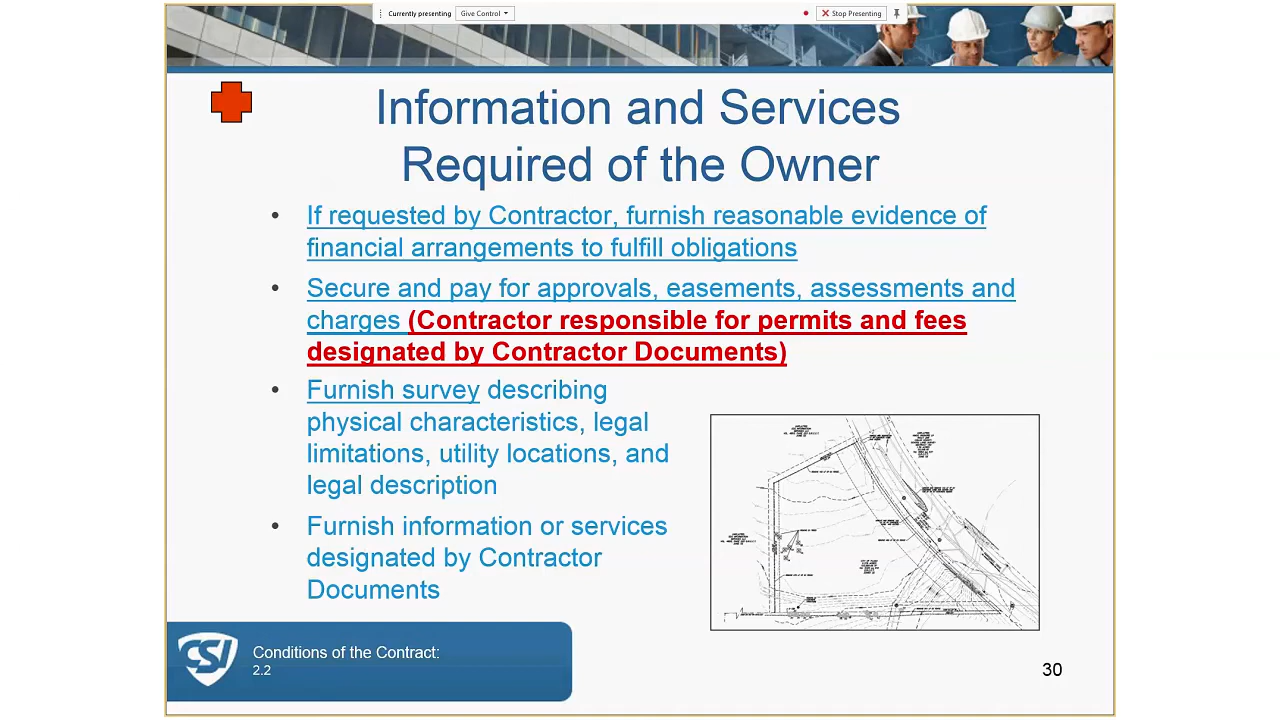 Currently presenting Give Control Stop Presenting
Information and Services
Required of the Owner
• If requested by Contractor, furnish reasonable evidence of
financial arrangements to fulfill obligations
• Secure and pay for approvals, easements, assessments and
charges (Contractor responsible for permits and fees
designated by Contractor Documents)
• Furnish survey describing
physical characteristics, legal
limitations, utility locations, and
legal description
• Furnish information or services
designated by Contractor
Documents
CSI
Conditions of the Contract:
2.2
30